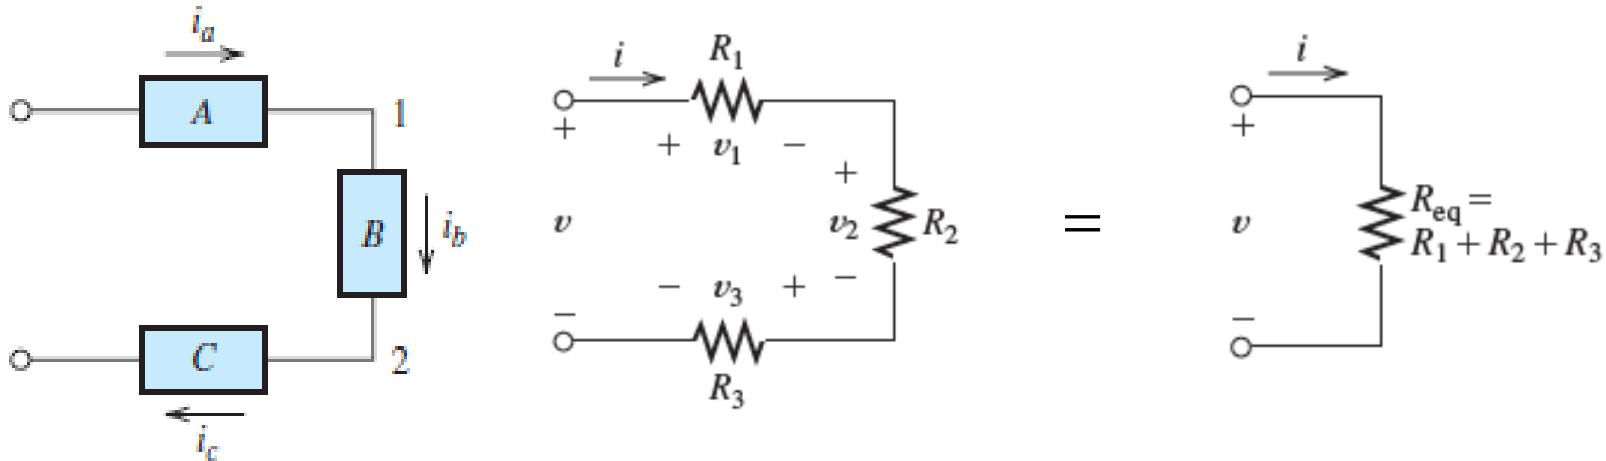 i_a
A
1
B
i_b
C
2
i_c
i
R_1
+
+ v_1 −
+
v
v_2
R_2
− v_3 +
−
−
R_3
=
i
+
v
R_eq =
R_1 + R_2 + R_3
−